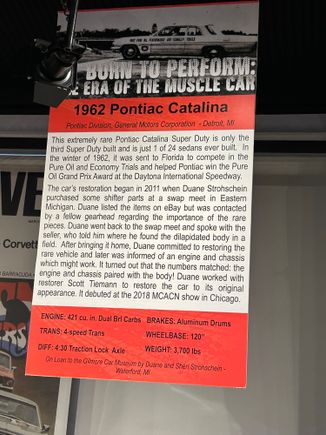 BORN TO PERFORM:
E ERA OF THE MUSCLE CAR
1962 Pontiac Catalina
Pontiac Division, General Motors Corporation - Detroit, MI
This extremely rare Pontiac Catalina Super Duty is only the
third Super Duty built and is just 1 of 24 sedans ever built. In
the winter of 1962, it was sent to Florida to compete in the
Pure Oil and Economy Trials and helped Pontiac win the Pure
Oil Grand Prix Award at the Daytona International Speedway.
The car's restoration began in 2011 when Duane Strohschein
purchased some shifter parts at a swap meet in Eastern
Michigan. Duane listed the items on eBay but was contacted
by a fellow gearhead regarding the importance of the rare
pieces. Duane went back to the swap meet and spoke with the
seller, who told him where he found the dilapidated body in a
field. After bringing it home, Duane committed to restoring the
rare vehicle and later was informed of an engine and chassis
which might work. It turned out that the numbers matched: the
engine and chassis paired with the body! Duane worked with
restorer Scott Tiemann to restore the car to its original
appearance. It debuted at the 2018 MCACN show in Chicago.
ENGINE: 421 cu. in. Dual Brl Carbs BRAKES: Aluminum Drums
TRANS: 4-speed Trans WHEELBASE: 120"
DIFF: 4:30 Traction Lock Axle WEIGHT: 3,700 lbs
On Loan to the Gilmore Car Museum by Duane and Sheri Strohschein -
Waterford, MI
VE
Corvett
BARRACUDA